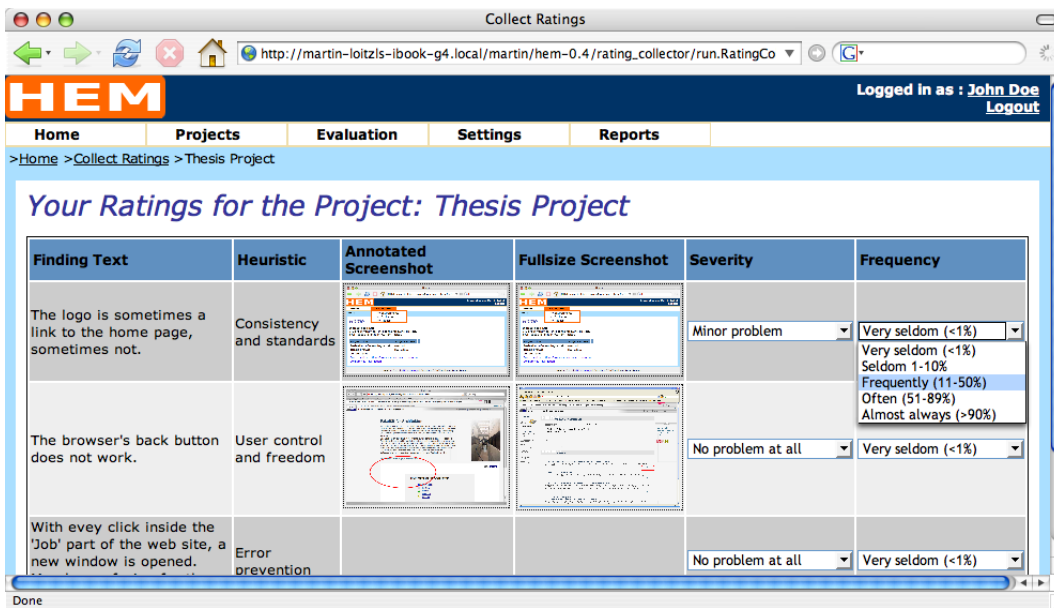 Collect Ratings
http://martin-loitzls-ibook-g4.local/martin/hem-0.4/rating_collector/run.RatingCo
G
HEM
Logged in as : John Doe
Logout
Home Projects Evaluation Settings Reports
>Home >Collect Ratings >Thesis Project
Your Ratings for the Project: Thesis Project
Finding Text Heuristic Annotated Screenshot Fullsize Screenshot Severity Frequency
The logo is sometimes a
link to the home page,
sometimes not.
Consistency
and standards
Minor problem
Very seldom (<1%)
Very seldom (<1%)
Seldom 1-10%
Frequently (11-50%)
Often (51-89%)
Almost always (>90%)
The browser's back button
does not work.
User control
and freedom
No problem at all
Very seldom (<1%)
With evey click inside the
'Job' part of the web site, a
new window is opened.
Error
prevention
No problem at all
Very seldom (<1%)
Done